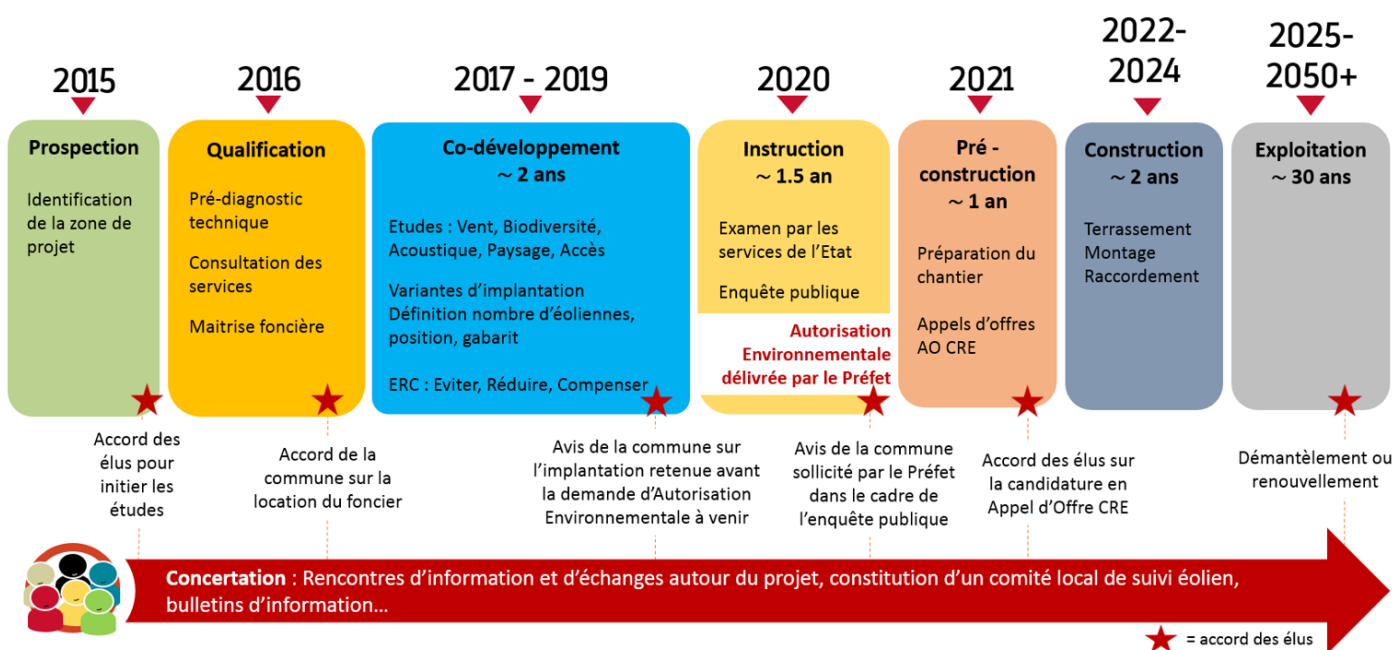 2015
Prospection
Identification
de la zone de
projet
Accord des
élus pour
initier les
études
2016
Qualification
Pré-diagnostic
technique
Consultation des
services
Maitrise foncière
Accord de la
commune sur la
location du foncier
2017 - 2019
Co-développement
~ 2 ans
Etudes : Vent, Biodiversité,
Acoustique, Paysage, Accès
Variantes d’implantation
Définition nombre d’éoliennes,
position, gabarit
ERC : Eviter, Réduire, Compenser
Avis de la commune sur
l’implantation retenue avant
la demande d’Autorisation
Environnementale à venir
2020
Instruction
~ 1.5 an
Examen par les
services de l’Etat
Enquête publique
Autorisation
Environnementale
délivrée par le Préfet
Avis de la commune
sollicité par le Préfet
dans le cadre de
l’enquête publique
2021
Pré -
construction
~ 1 an
Préparation du
chantier
Appels d’offres
AO CRE
Accord des élus sur
la candidature en
Appel d’Offre CRE
2022-
2024
Construction
~ 2 ans
Terrassement
Montage
Raccordement
2025-
2050+
Exploitation
~ 30 ans
Démantèlement ou
renouvellement
Concertation : Rencontres d’information et d’échanges autour du projet, constitution d’un comité local de suivi éolien,
bulletins d’information…
= accord des élus